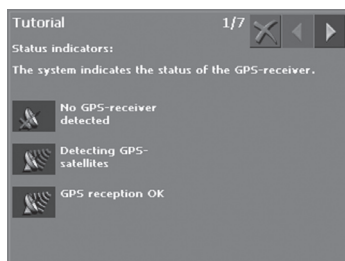 Tutorial 1/7
Status indicators:
The system indicates the status of the GPS-receiver.
No GPS-receiver
detected
Detecting GPS-
satellites
GPS reception OK